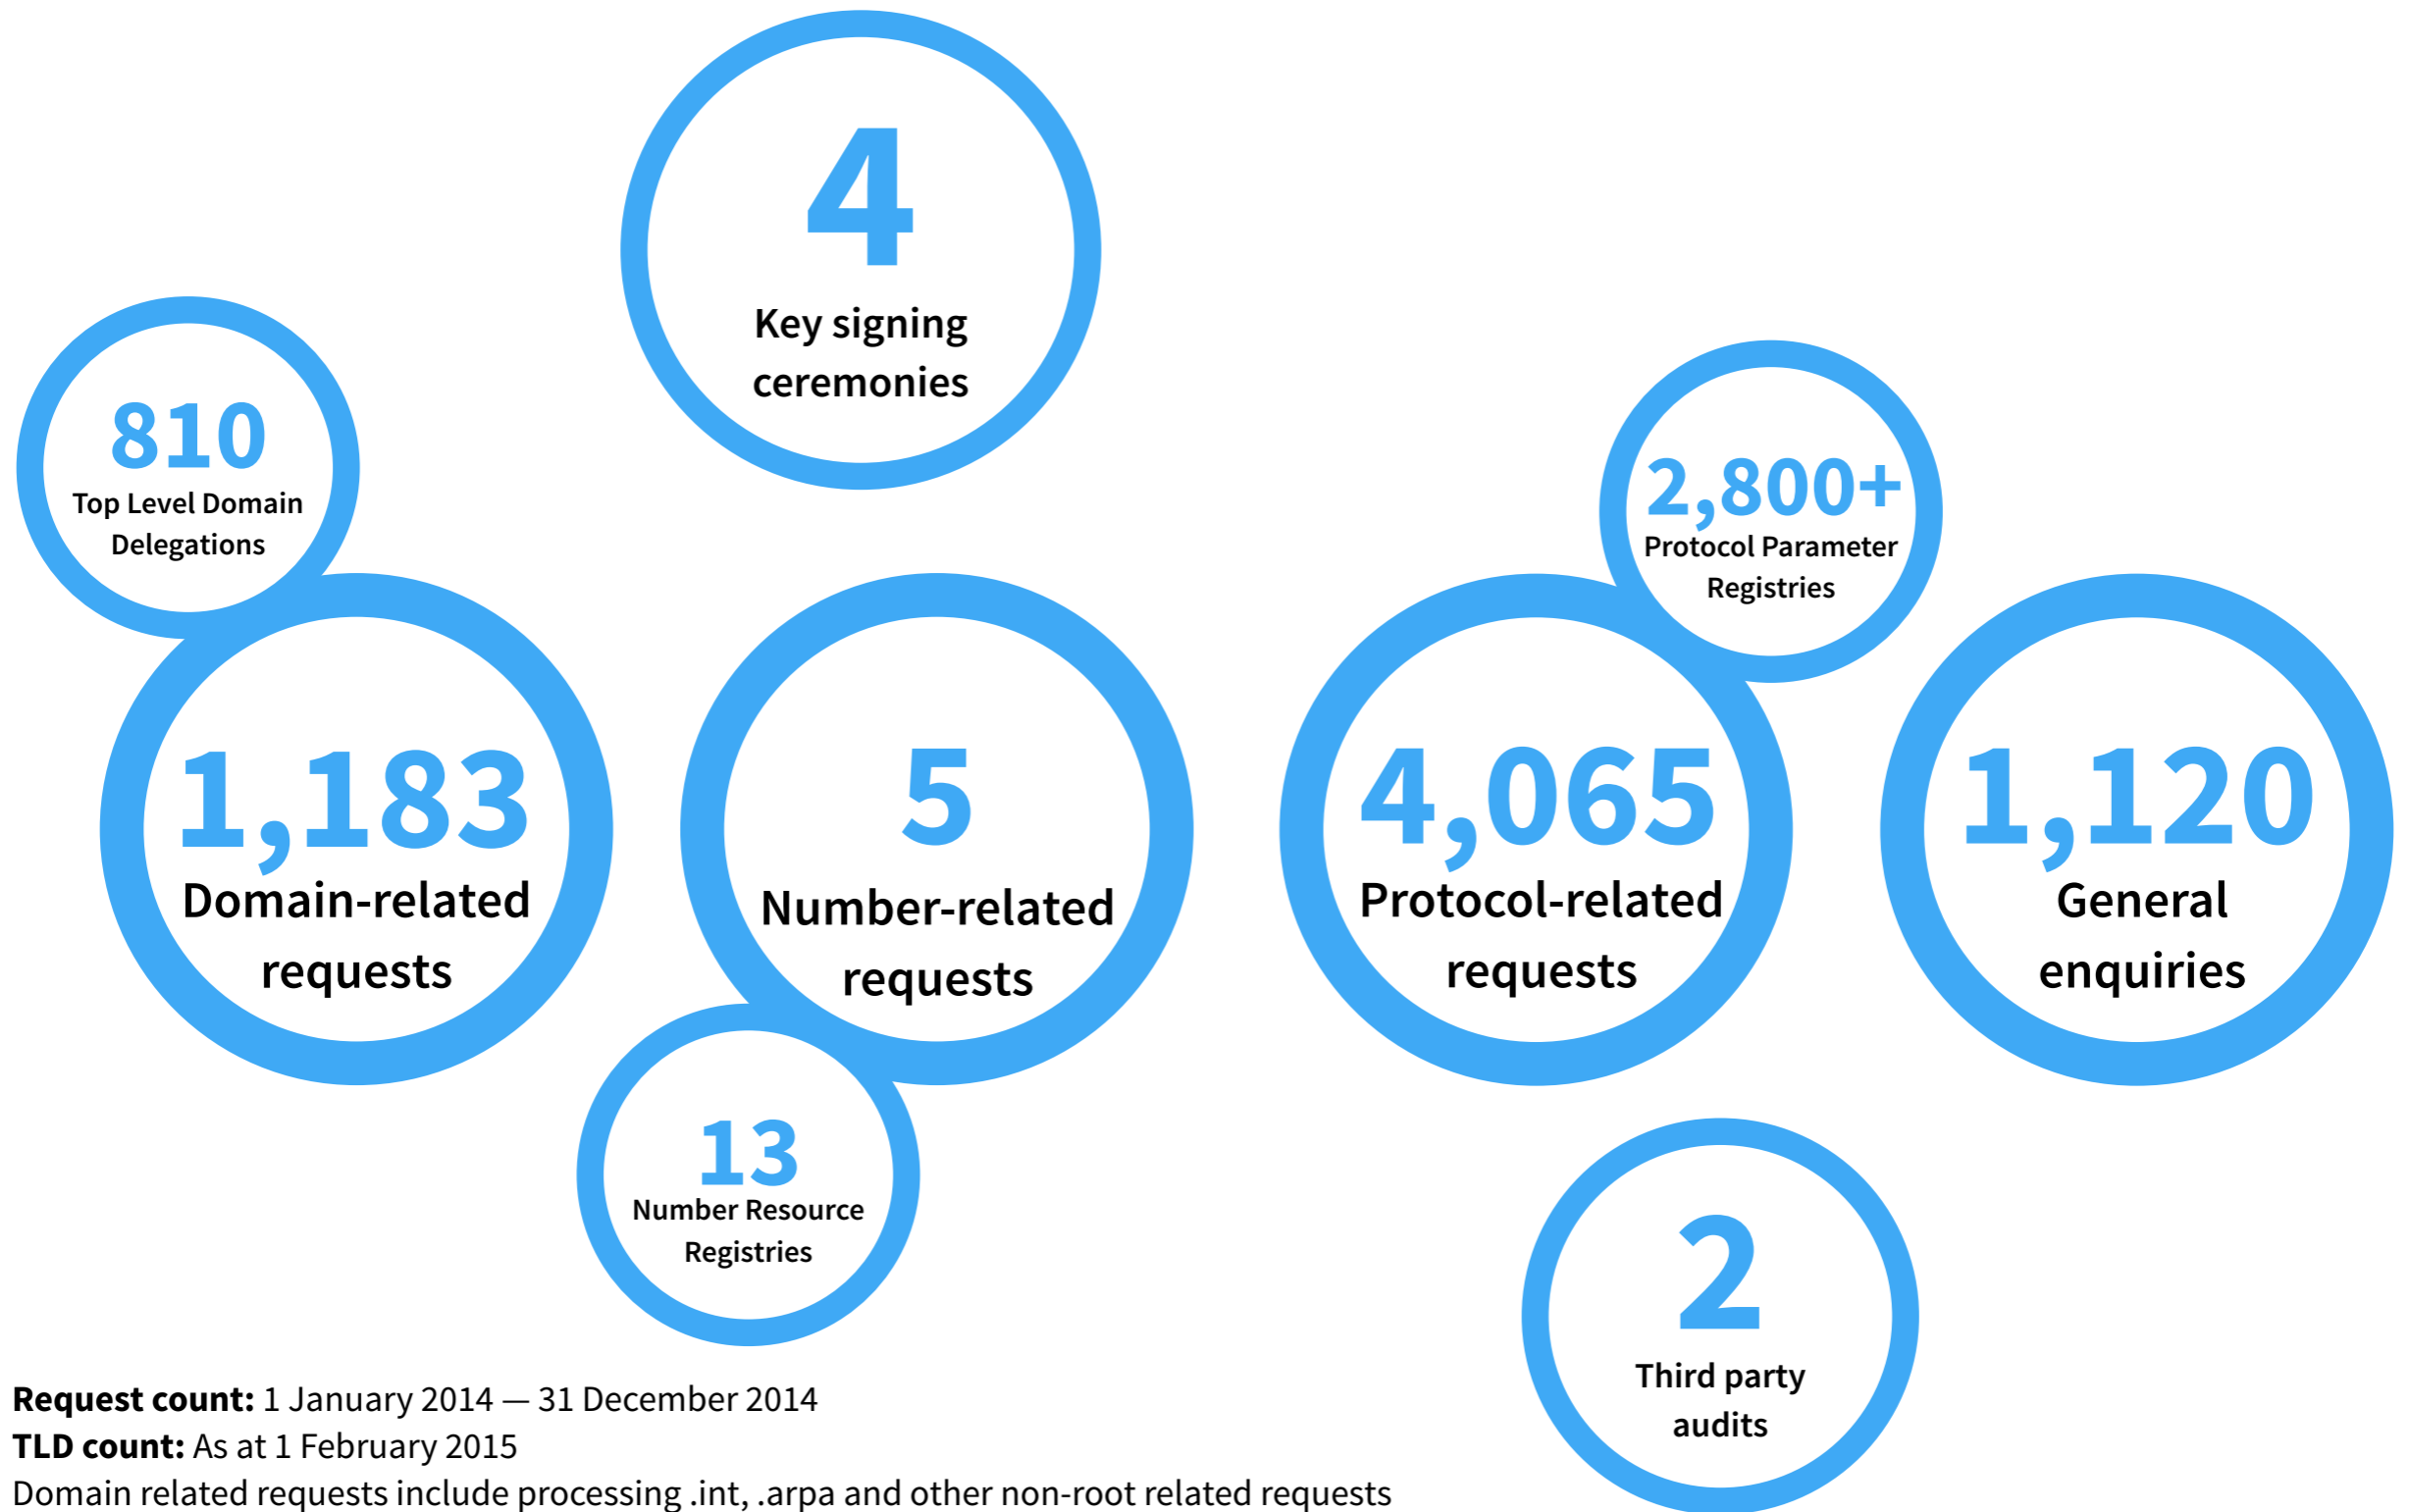 4
Key signing
ceremonies
810
Top Level Domain
Delegations
2,800+
Protocol Parameter
Registries
1,183
Domain-related
requests
5
Number-related
requests
4,065
Protocol-related
requests
1,120
General
enquiries
13
Number Resource
Registries
2
Third party
audits
Request count: 1 January 2014 — 31 December 2014
TLD count: As at 1 February 2015
Domain related requests include processing .int, .arpa and other non-root related requests